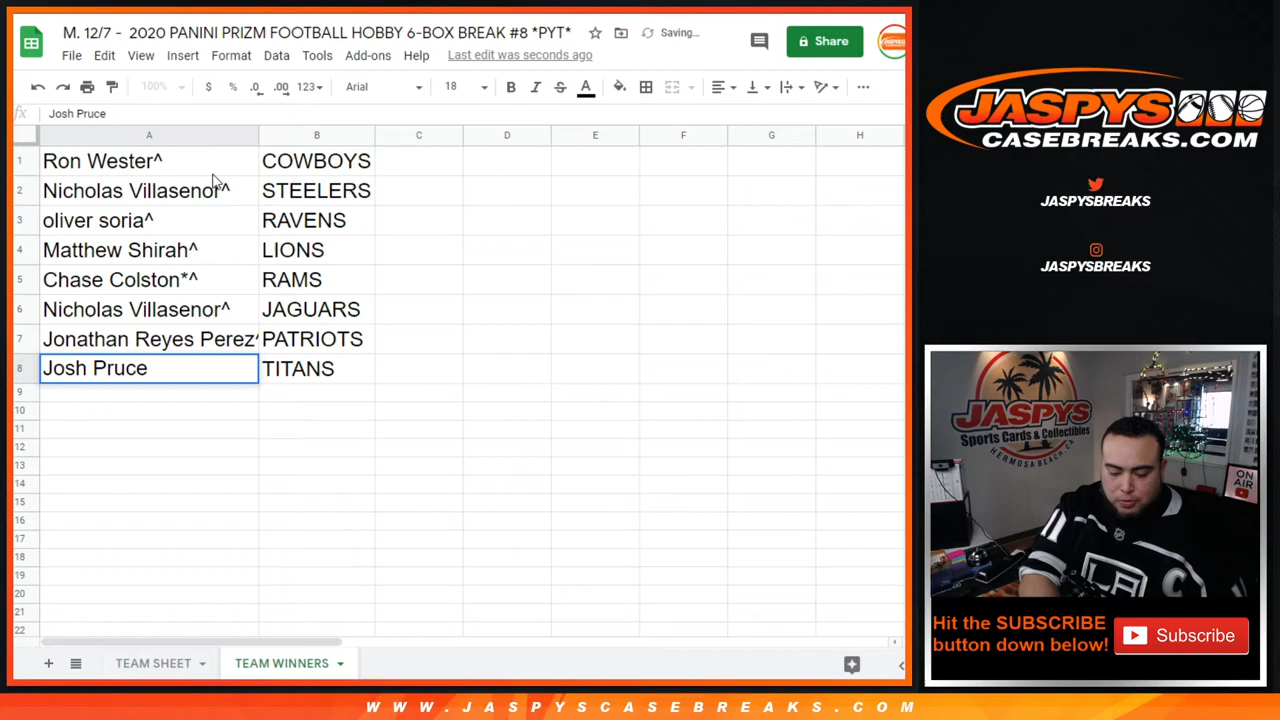 M. 12/7 - 2020 PANINI PRIZM FOOTBALL HOBBY 6-BOX BREAK #8 *PYT*
Saving...
Share
File Edit View Insert Format Data Tools Add-ons Help Last edit was seconds ago
100% $ % .0 .00 123 Arial 18 B I S A
fx Josh Pruce
A B C D E F G H
1 Ron Wester^ COWBOYS
2 Nicholas Villasenor^ STEELERS
3 oliver soria^ RAVENS
4 Matthew Shirah^ LIONS
5 Chase Colston*^ RAMS
6 Nicholas Villasenor^ JAGUARS
7 Jonathan Reyes Perez^ PATRIOTS
8 Josh Pruce TITANS
9
10
11
12
13
14
15
16
17
18
19
20
21
22
TEAM SHEET TEAM WINNERS
JASPYS
CASEBREAKS.COM
JASPYSBREAKS
JASPYSBREAKS
JASPYS
Sports Cards & Collectibles
HERMOSA BEACH CA
ON
AIR
LA
C
Hit the SUBSCRIBE
button down below!
Subscribe
WWW.JASPYSCASEBREAKS.COM